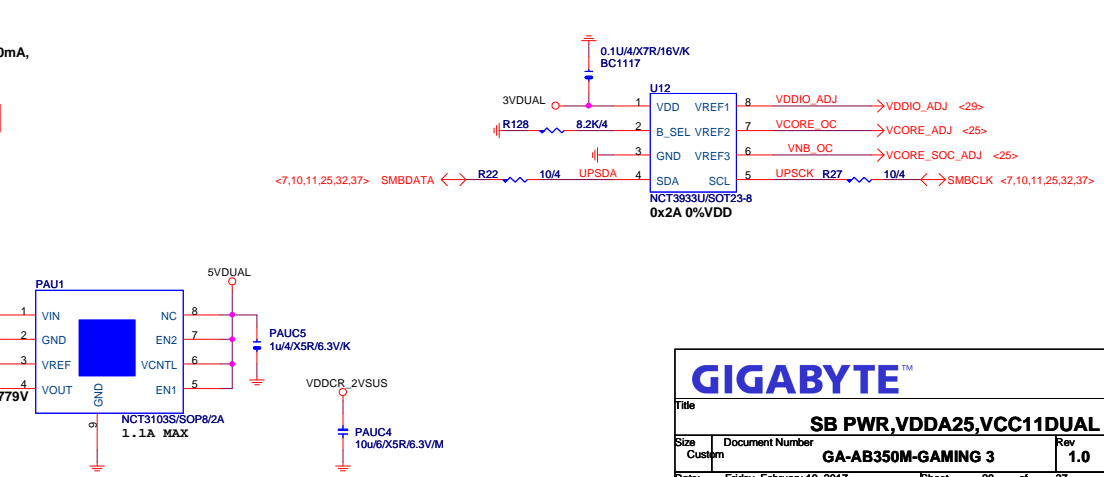 0mA,
0.1U/4/X7R/16V/K
BC1117
U12
3VDUAL
1 VDD VREF1 8 VDDIO_ADJ VDDIO_ADJ <29>
R128 8.2K/4 2 B_SEL VREF2 7 VCORE_OC VCORE_ADJ <25>
3 GND VREF3 6 VNB_OC VCORE_SOC_ADJ <25>
<7,10,11,25,32,37> SMBDATA R22 10/4 UPSDA 4 SDA SCL 5 UPSCK R27 10/4 SMBCLK <7,10,11,25,32,37>
NCT3933U/SOT23-8
0x2A 0%VDD
5VDUAL
PAU1
1 VIN NC 8
2 GND EN2 7
3 VREF VCNTL 6
4 VOUT EN1 5
779V
GND
9
PAUC5
1u/4/X5R/6.3V/K
NCT3103S/SOP8/2A
1.1A MAX
VDDCR_2VSUS
PAUC4
10u/6/X5R/6.3V/M
GIGABYTE™
Title
SB PWR,VDDA25,VCC11DUAL
Size Document Number Rev
Custom GA-AB350M-GAMING 3 1.0